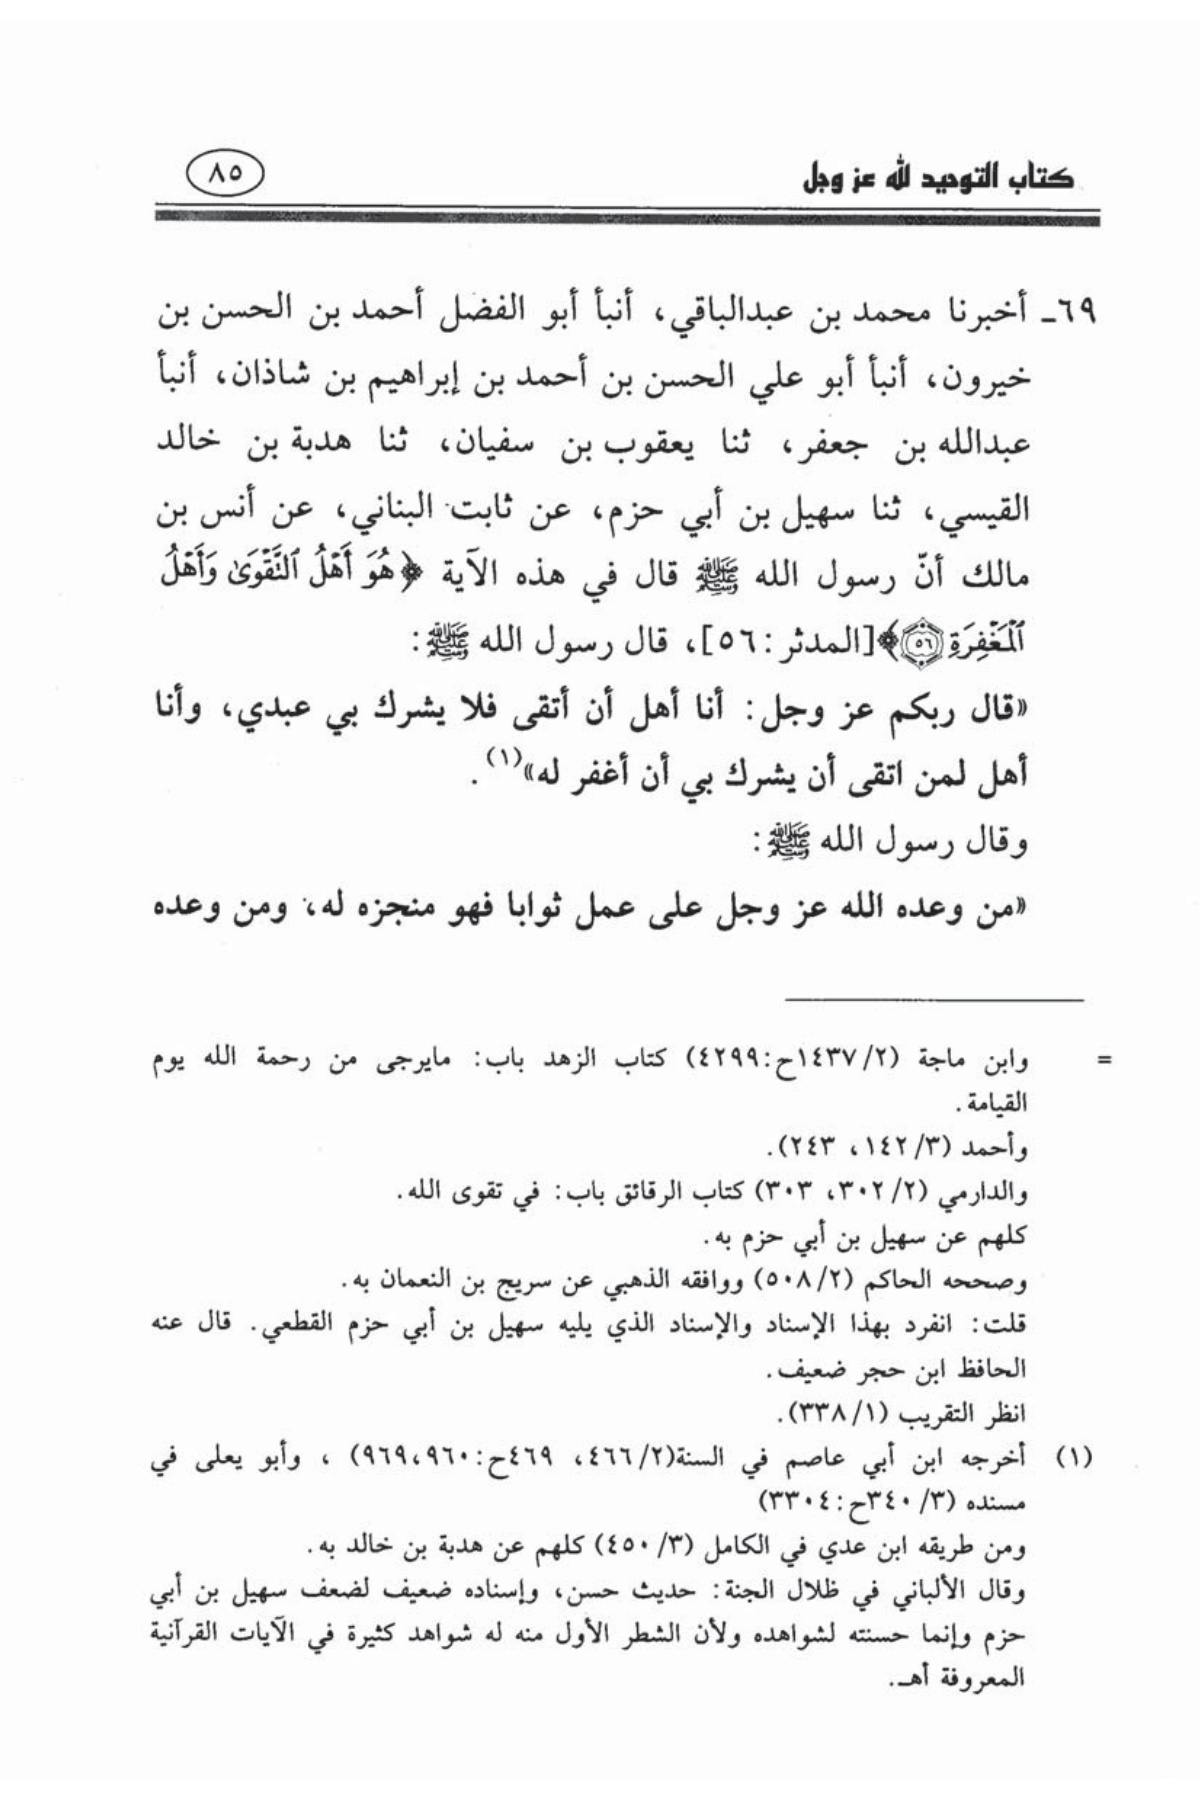 كتاب التوحيد لله عز وجل
٨٥
٦٩ـ أخبرنا محمد بن عبدالباقي، أنبأ أبو الفضل أحمد بن الحسن بن
خيرون، أنبأ أبو علي الحسن بن أحمد بن إبراهيم بن شاذان، أنبأ
عبدالله بن جعفر، ثنا يعقوب بن سفيان، ثنا هدبة بن خالد
القيسي، ثنا سهيل بن أبي حزم، عن ثابت البناني، عن أنس بن
مالك أنّ رسول الله ﷺ قال في هذه الآية ﴿هُوَ أَهْلُ ٱلتَّقْوَىٰ وَأَهْلُ
ٱلْمَغْفِرَةِ ٥٦﴾ [المدثر: ٥٦]، قال رسول الله ﷺ:
«قال ربكم عز وجل: أنا أهل أن أتقى فلا يشرك بي عبدي، وأنا
أهل لمن اتقى أن يشرك بي أن أغفر له»(١).
وقال رسول الله ﷺ:
«من وعده الله عز وجل على عمل ثوابا فهو منجزه له، ومن وعده
= وابن ماجة (١٤٣٧/٢ح:٤٢٩٩) كتاب الزهد باب: مايرجى من رحمة الله يوم
القيامة.
وأحمد (١٤٢/٣، ٢٤٣).
والدارمي (٣٠٢/٢، ٣٠٣) كتاب الرقائق باب: في تقوى الله.
كلهم عن سهيل بن أبي حزم به.
وصححه الحاكم (٥٠٨/٢) ووافقه الذهبي عن سريج بن النعمان به.
قلت: انفرد بهذا الإسناد والإسناد الذي يليه سهيل بن أبي حزم القطعي. قال عنه
الحافظ ابن حجر ضعيف.
انظر التقريب (٣٣٨/١).
(١) أخرجه ابن أبي عاصم في السنة(٤٦٦/٢، ٤٦٩ح:٩٦٩،٩٦٠) ، وأبو يعلى في
مسنده (٣٤٠/٣ح:٣٣٠٤)
ومن طريقه ابن عدي في الكامل (٤٥٠/٣) كلهم عن هدبة بن خالد به.
وقال الألباني في ظلال الجنة: حديث حسن، وإسناده ضعيف لضعف سهيل بن أبي
حزم وإنما حسنته لشواهده ولأن الشطر الأول منه له شواهد كثيرة في الآيات القرآنية
المعروفة أهـ.